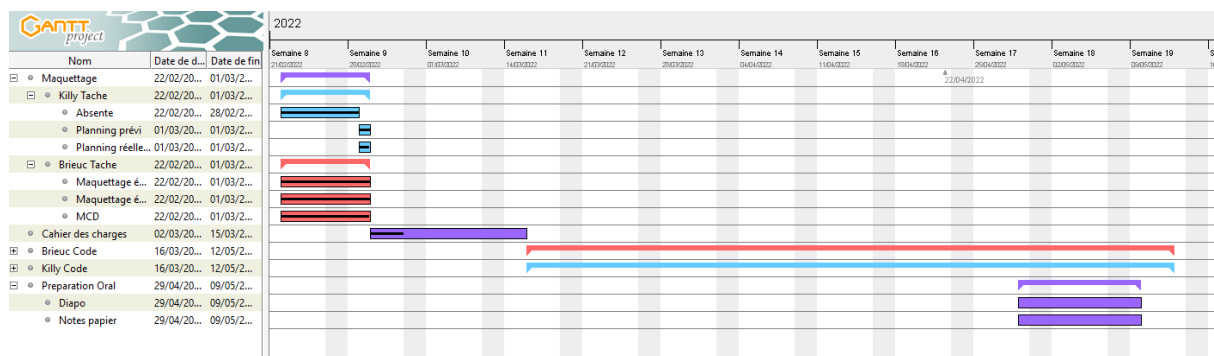 GANTT
project
2022
Semaine 8 Semaine 9 Semaine 10 Semaine 11 Semaine 12 Semaine 13 Semaine 14 Semaine 15 Semaine 16 Semaine 17 Semaine 18 Semaine 19 S
Nom Date de d... Date de fin 21/02/2022 28/02/2022 07/03/2022 14/03/2022 21/03/2022 28/03/2022 04/04/2022 11/04/2022 18/04/2022 25/04/2022 02/05/2022 09/05/2022
22/04/2022
Maquettage 22/02/20... 01/03/2...
Killy Tache 22/02/20... 01/03/2...
Absente 22/02/20... 28/02/2...
Planning prévi 01/03/20... 01/03/2...
Planning réelle... 01/03/20... 01/03/2...
Brieuc Tache 22/02/20... 01/03/2...
Maquettage é... 22/02/20... 01/03/2...
Maquettage é... 22/02/20... 01/03/2...
MCD 22/02/20... 01/03/2...
Cahier des charges 02/03/20... 15/03/2...
Brieuc Code 16/03/20... 12/05/2...
Killy Code 16/03/20... 12/05/2...
Preparation Oral 29/04/20... 09/05/2...
Diapo 29/04/20... 09/05/2...
Notes papier 29/04/20... 09/05/2...